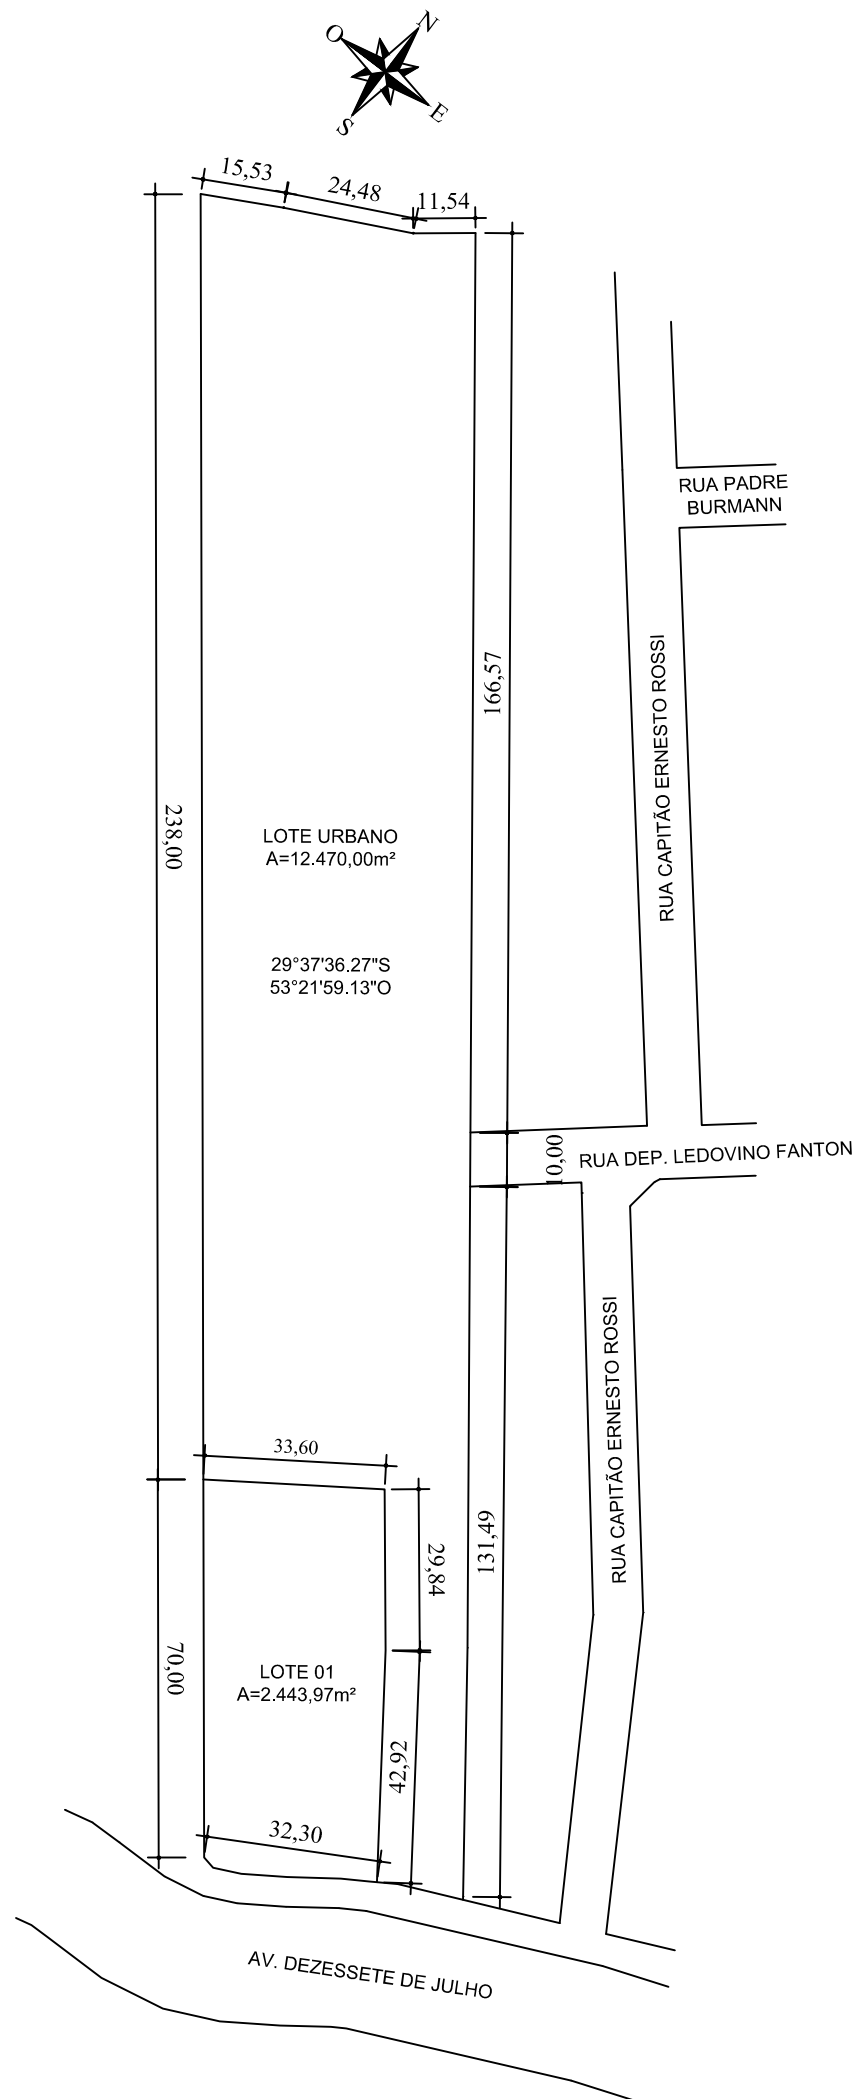 N
O
E
S
15,53
24,48
11,54
RUA PADRE
BURMANN
166,57
RUA CAPITÃO ERNESTO ROSSI
238,00
LOTE URBANO
A=12.470,00m²
29°37'36.27"S
53°21'59.13"O
10,00
RUA DEP. LEDOVINO FANTON
RUA CAPITÃO ERNESTO ROSSI
33,60
131,49
29,84
70,00
LOTE 01
A=2.443,97m²
42,92
32,30
AV. DEZESSETE DE JULHO